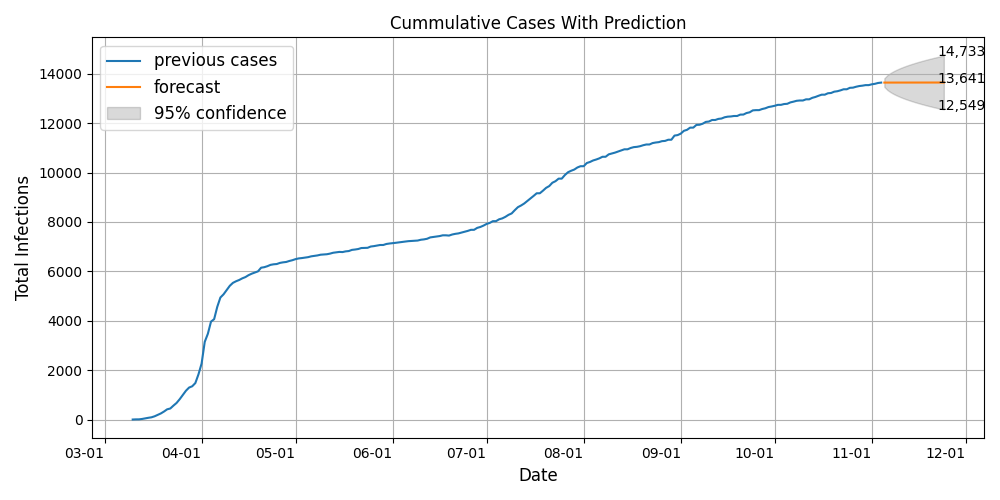 Cummulative Cases With Prediction
previous cases
forecast
95% confidence
14,733
13,641
12,549
Total Infections
14000
12000
10000
8000
6000
4000
2000
0
03-01 04-01 05-01 06-01 07-01 08-01 09-01 10-01 11-01 12-01
Date